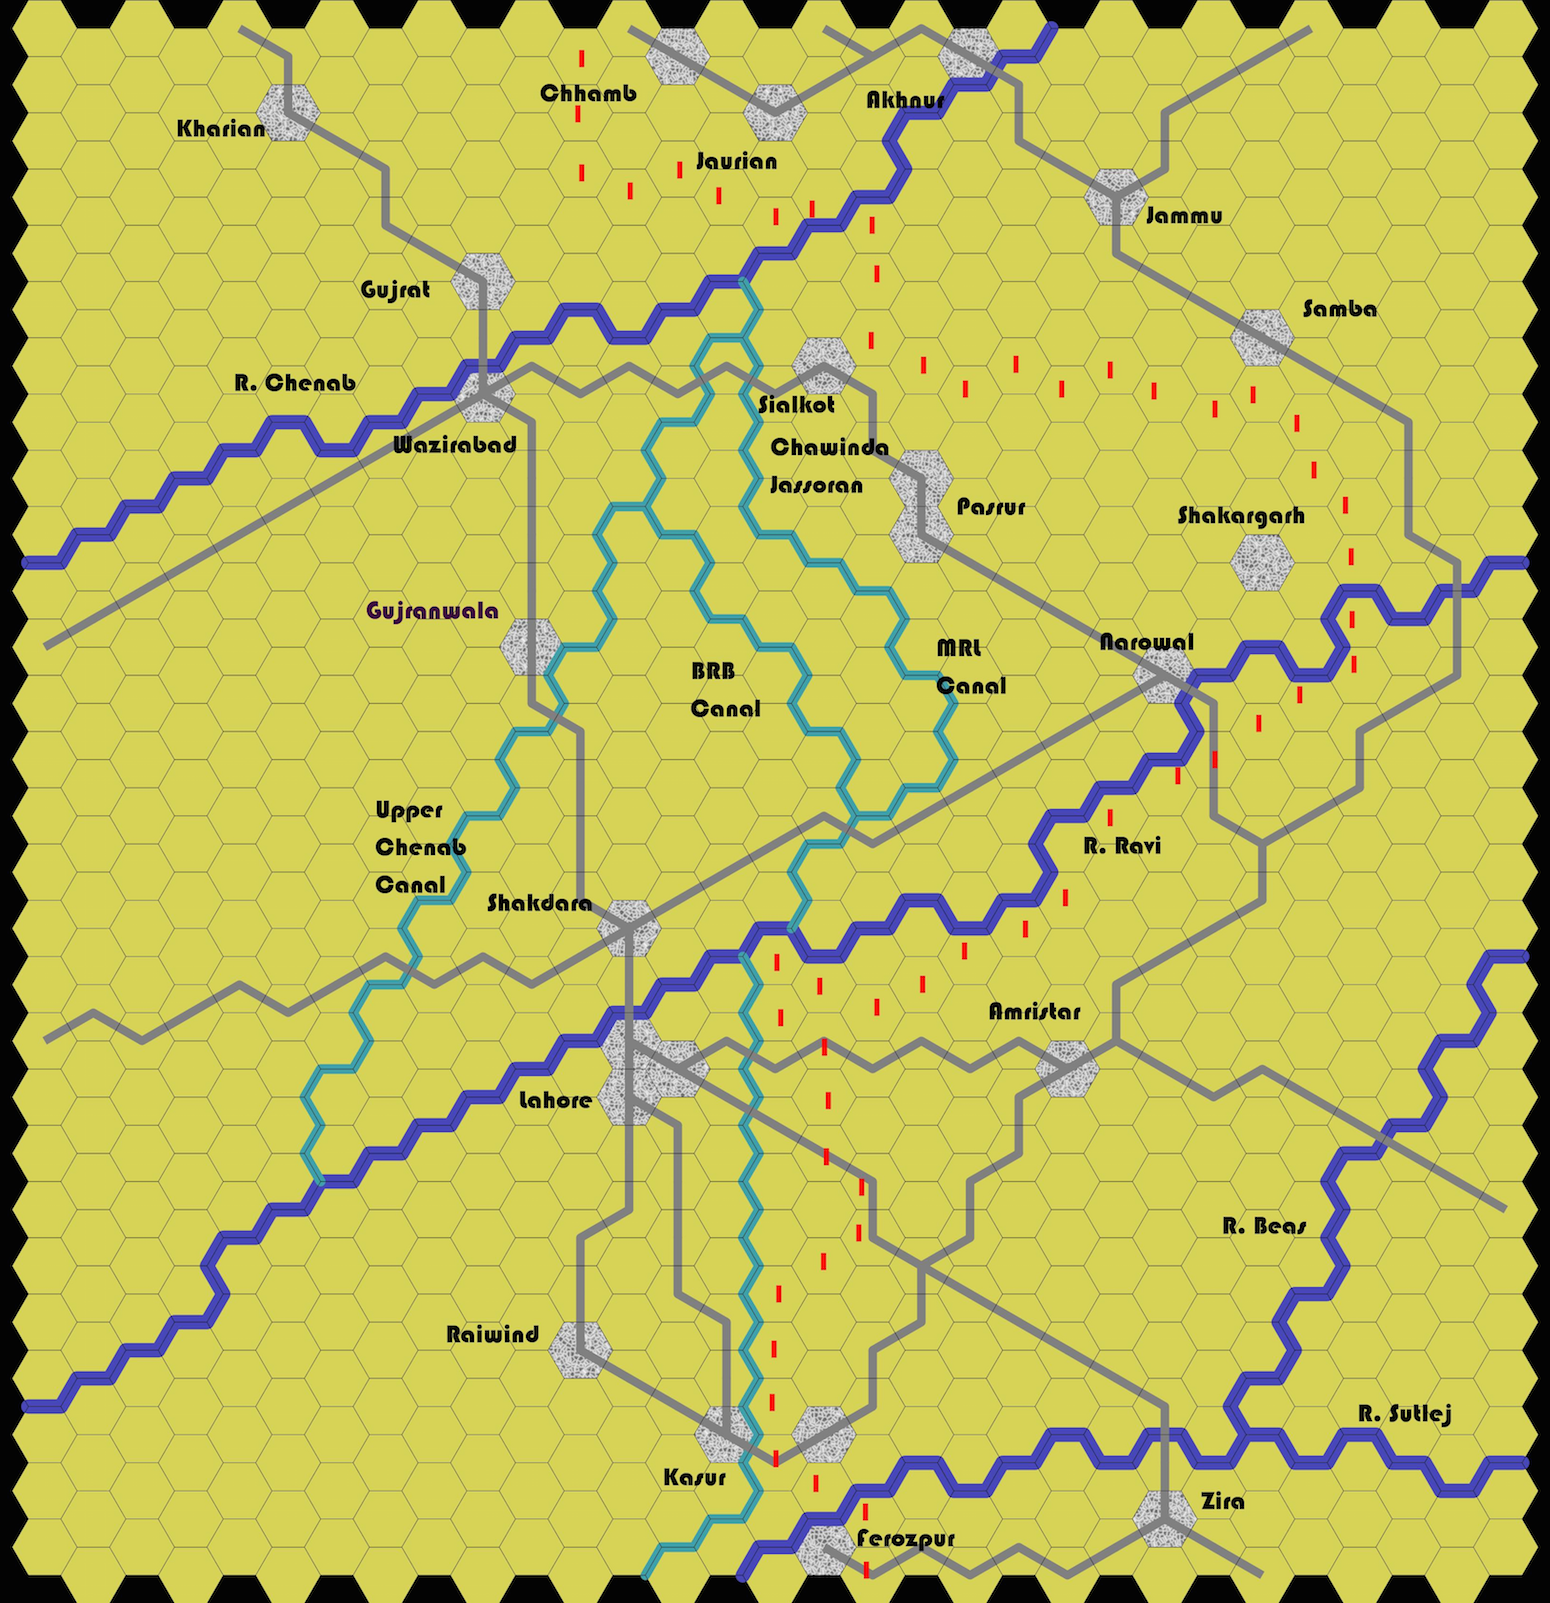 Chhamb
Akhnur
Kharian
Jaurian
Jammu
Gujrat
Samba
R. Chenab
Sialkot
Wazirabad
Chawinda
Jassoran
Pasrur
Shakargarh
Gujranwala
Narowal
MRL
Canal
BRB
Canal
Upper
Chenab
Canal
R. Ravi
Shakdara
Amristar
Lahore
R. Beas
Raiwind
R. Sutlej
Kasur
Zira
Ferozpur